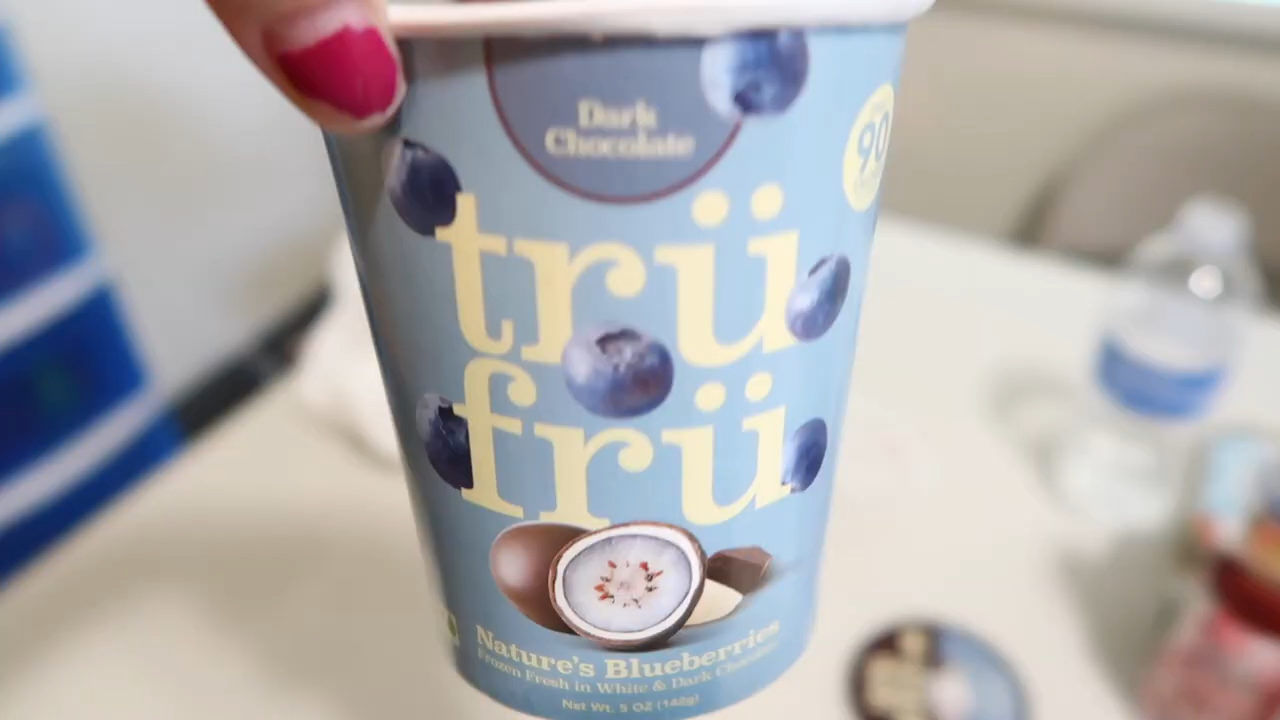 Dark
Chocolate
90
trü
frü
Nature's Blueberries
Frozen Fresh in White & Dark Chocolate
Net Wt. 5 OZ (142g)